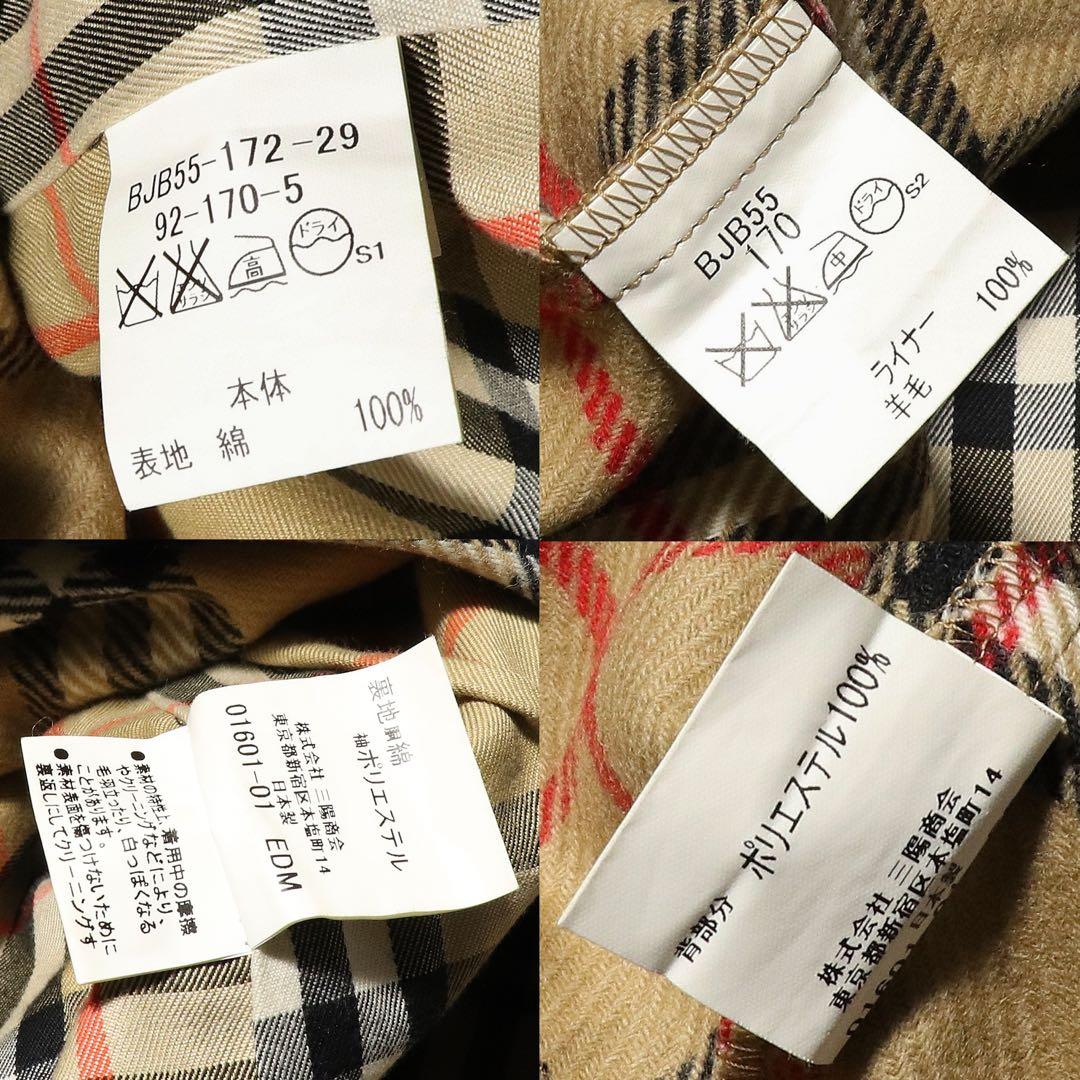 BJB55-172-29
92-170-5
高
ドライ
S1
本体
表地 綿 100%
BJB55
170
中
ドライ
S2
ライナー
羊毛 100%
裏地胴綿
袖ポリエステル
株式会社 三陽商会
東京都新宿区本塩町14
日本製
01601-01 EDM
●素材の特性上、着用中の摩擦
やクリーニングなどにより、
毛羽立ったり、白っぽくなる
ことがあります。
●素材表面を傷つけないために
裏返しにしてクリーニングす
背部分 ポリエステル100%
株式会社 三陽商会
東京都新宿区本塩町14
日本製